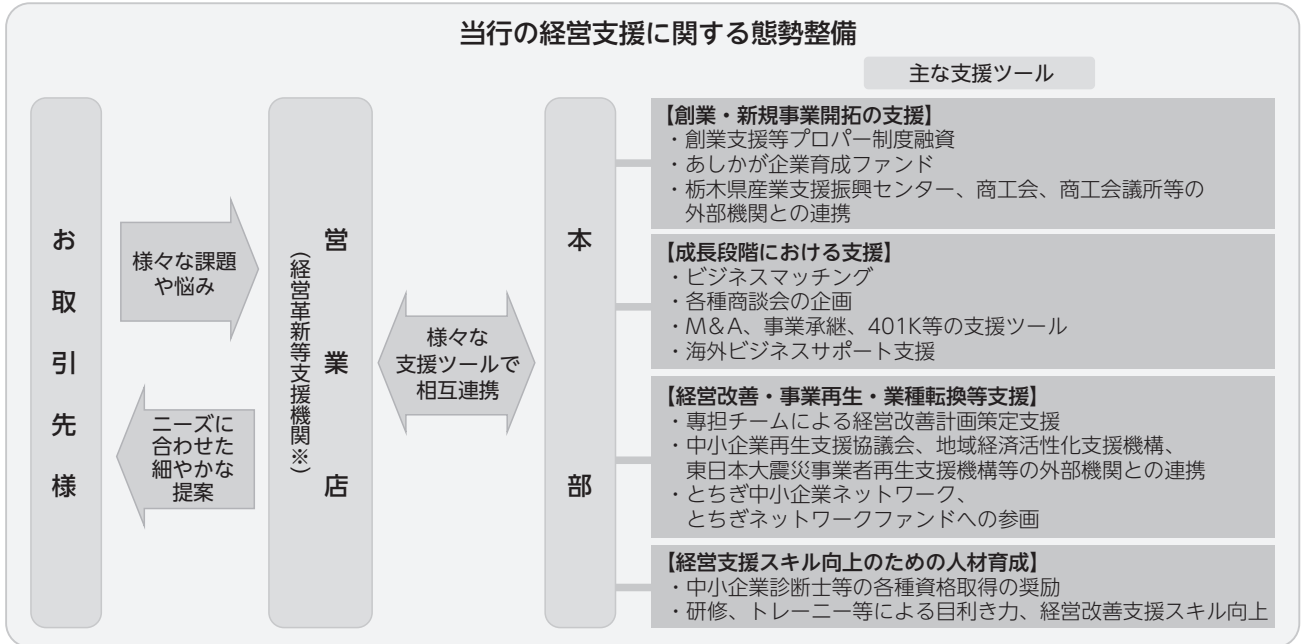 当行の経営支援に関する態勢整備
主な支援ツール
お取引先様
様々な課題
や悩み
ニーズに
合わせた
細やかな
提案
営業店
（経営革新等支援機関※）
様々な
支援ツールで
相互連携
本部
【創業・新規事業開拓の支援】
・創業支援等プロパー制度融資
・あしかが企業育成ファンド
・栃木県産業支援振興センター、商工会、商工会議所等の
外部機関との連携
【成長段階における支援】
・ビジネスマッチング
・各種商談会の企画
・M＆A、事業承継、401K等の支援ツール
・海外ビジネスサポート支援
【経営改善・事業再生・業種転換等支援】
・専担チームによる経営改善計画策定支援
・中小企業再生支援協議会、地域経済活性化支援機構、
東日本大震災事業者再生支援機構等の外部機関との連携
・とちぎ中小企業ネットワーク、
とちぎネットワークファンドへの参画
【経営支援スキル向上のための人材育成】
・中小企業診断士等の各種資格取得の奨励
・研修、トレーニー等による目利き力、経営改善支援スキル向上